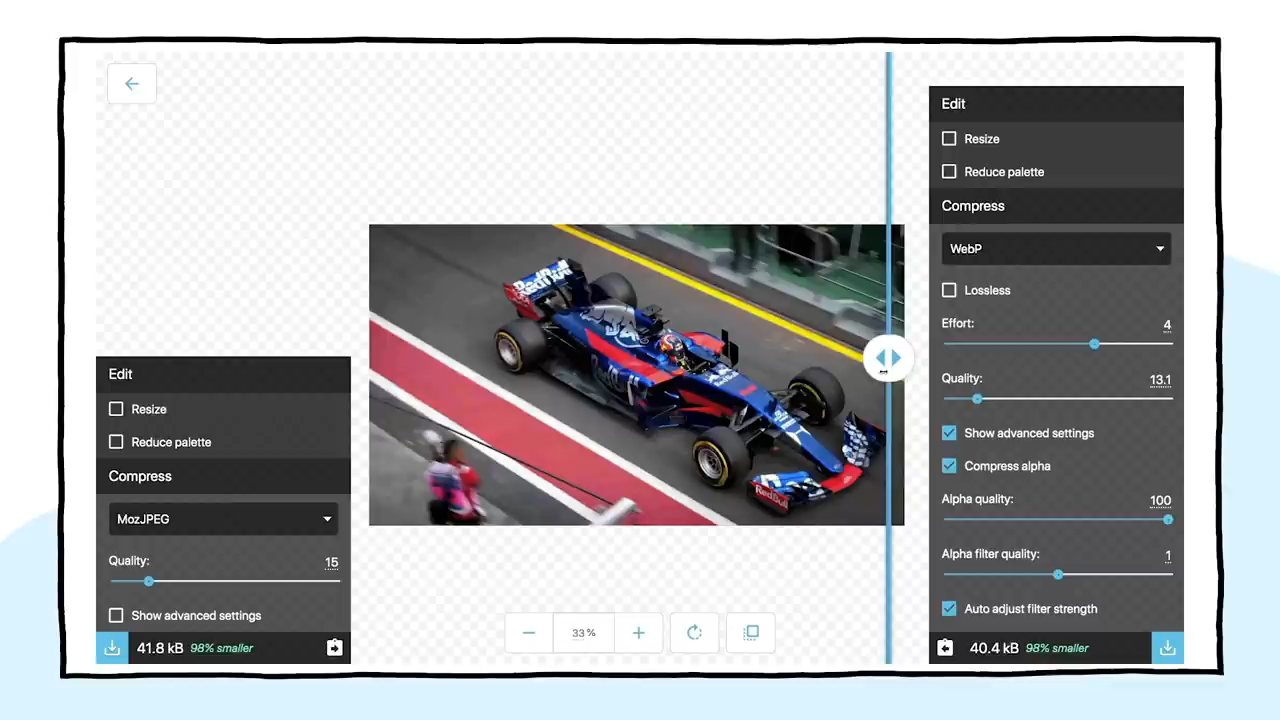 Edit
Resize
Reduce palette
Compress
MozJPEG
Quality: 15
Show advanced settings
41.8 kB 98% smaller
RedBull
RedBull
33 %
Edit
Resize
Reduce palette
Compress
WebP
Lossless
Effort: 4
Quality: 13.1
Show advanced settings
Compress alpha
Alpha quality: 100
Alpha filter quality: 1
Auto adjust filter strength
40.4 kB 98% smaller